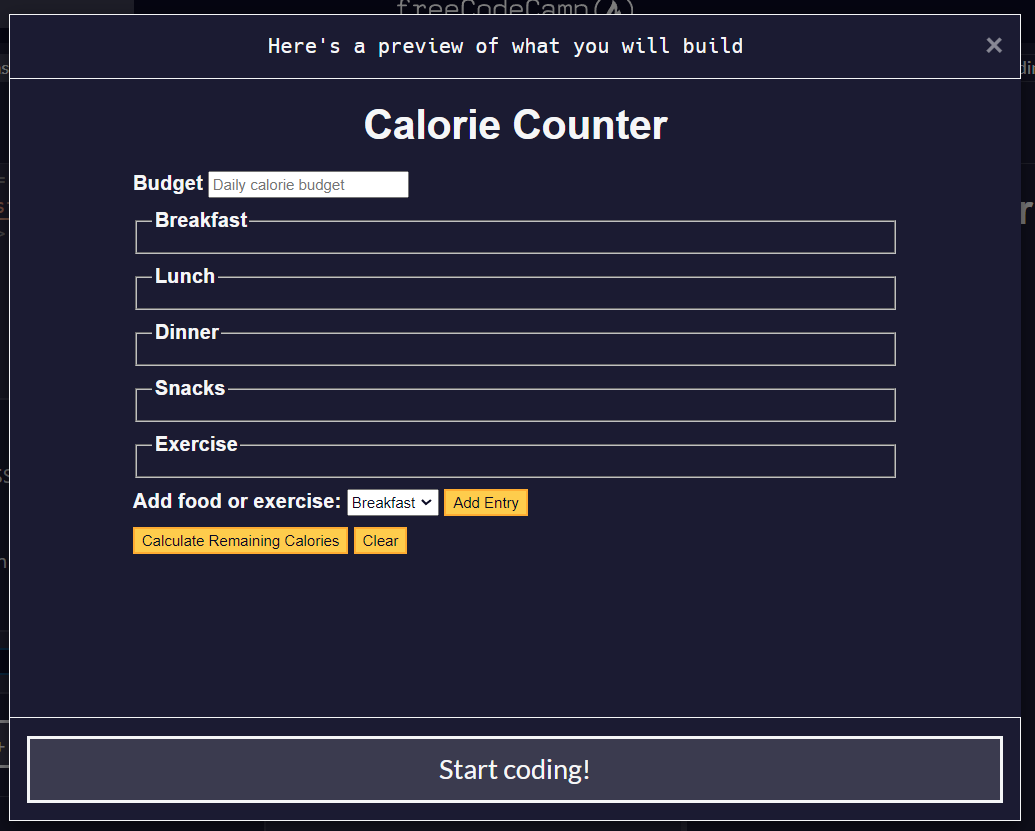 freeCodeCamp
Here's a preview of what you will build ×
Calorie Counter
Budget Daily calorie budget
Breakfast
Lunch
Dinner
Snacks
Exercise
Add food or exercise: Breakfast Add Entry
Calculate Remaining Calories Clear
Start coding!